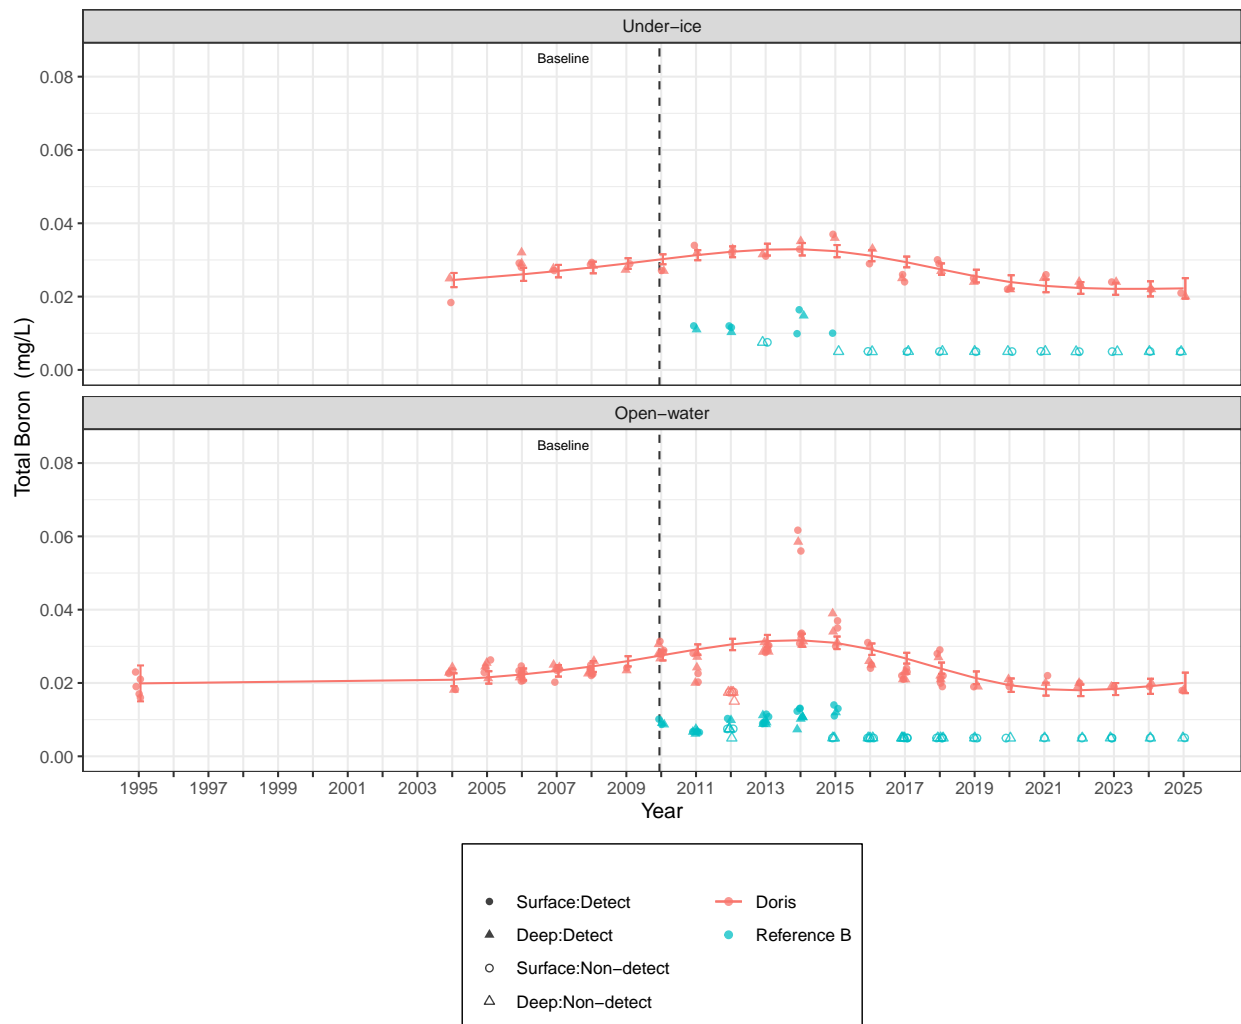 Under−ice
Baseline
0.08
0.06
0.04
0.02
0.00
Total Boron (mg/L)
Open−water
Baseline
0.08
0.06
0.04
0.02
0.00
1995 1997 1999 2001 2003 2005 2007 2009 2011 2013 2015 2017 2019 2021 2023 2025
Year
Surface:Detect
Deep:Detect
Surface:Non−detect
Deep:Non−detect
Doris
Reference B